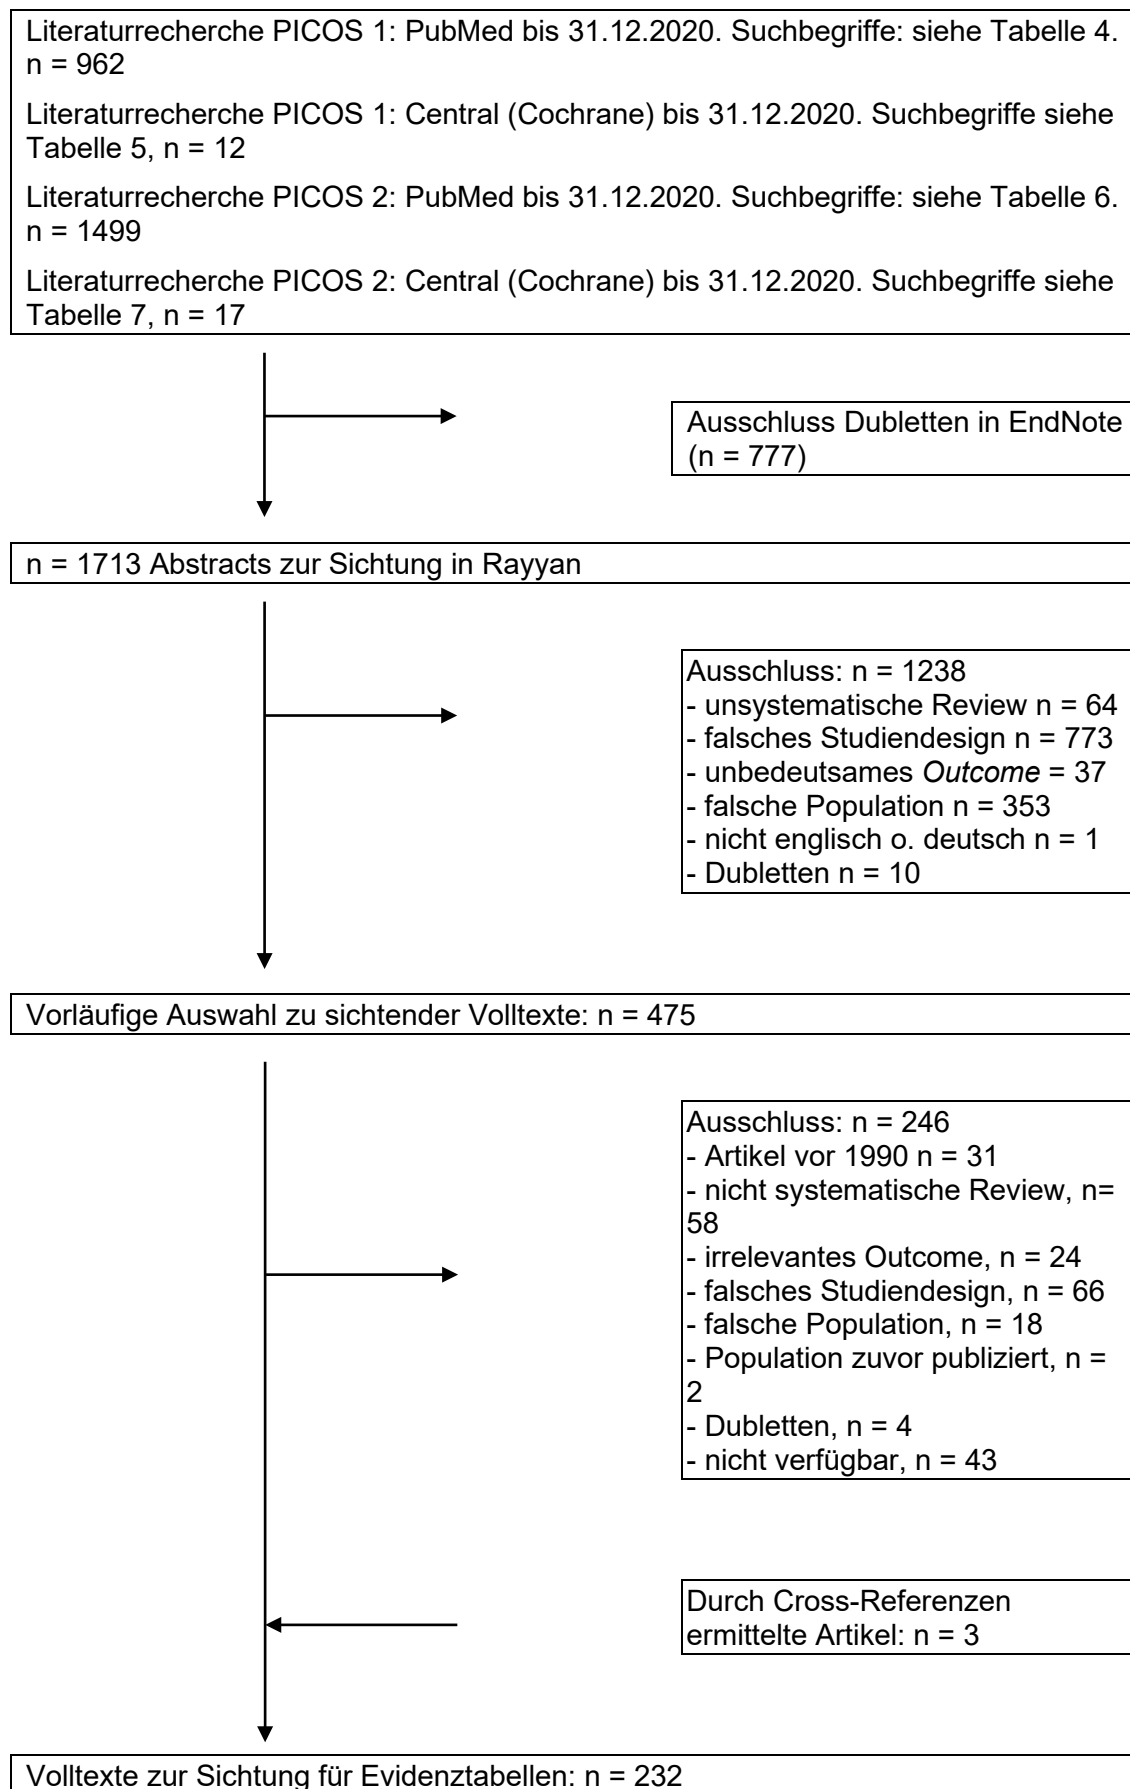 Literaturrecherche PICOS 1: PubMed bis 31.12.2020. Suchbegriffe: siehe Tabelle 4.
n = 962
Literaturrecherche PICOS 1: Central (Cochrane) bis 31.12.2020. Suchbegriffe siehe
Tabelle 5, n = 12
Literaturrecherche PICOS 2: PubMed bis 31.12.2020. Suchbegriffe: siehe Tabelle 6.
n = 1499
Literaturrecherche PICOS 2: Central (Cochrane) bis 31.12.2020. Suchbegriffe siehe
Tabelle 7, n = 17
Ausschluss Dubletten in EndNote
(n = 777)
n = 1713 Abstracts zur Sichtung in Rayyan
Ausschluss: n = 1238
- unsystematische Review n = 64
- falsches Studiendesign n = 773
- unbedeutsames Outcome = 37
- falsche Population n = 353
- nicht englisch o. deutsch n = 1
- Dubletten n = 10
Vorläufige Auswahl zu sichtender Volltexte: n = 475
Ausschluss: n = 246
- Artikel vor 1990 n = 31
- nicht systematische Review, n=
58
- irrelevantes Outcome, n = 24
- falsches Studiendesign, n = 66
- falsche Population, n = 18
- Population zuvor publiziert, n =
2
- Dubletten, n = 4
- nicht verfügbar, n = 43
Durch Cross-Referenzen
ermittelte Artikel: n = 3
Volltexte zur Sichtung für Evidenztabellen: n = 232